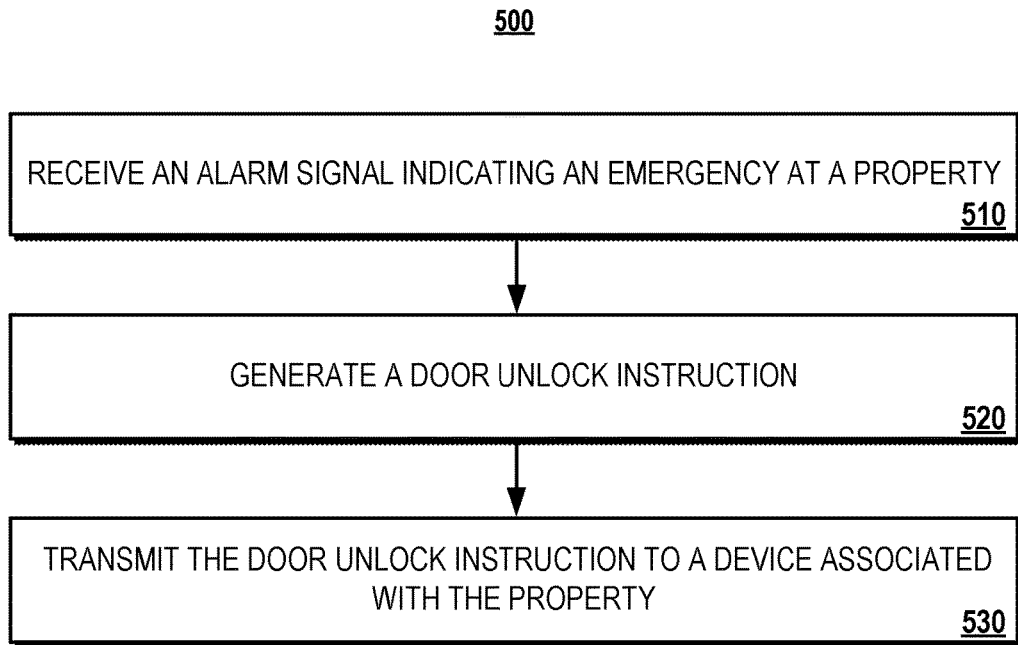 500
RECEIVE AN ALARM SIGNAL INDICATING AN EMERGENCY AT A PROPERTY
510
GENERATE A DOOR UNLOCK INSTRUCTION
520
TRANSMIT THE DOOR UNLOCK INSTRUCTION TO A DEVICE ASSOCIATED
WITH THE PROPERTY
530